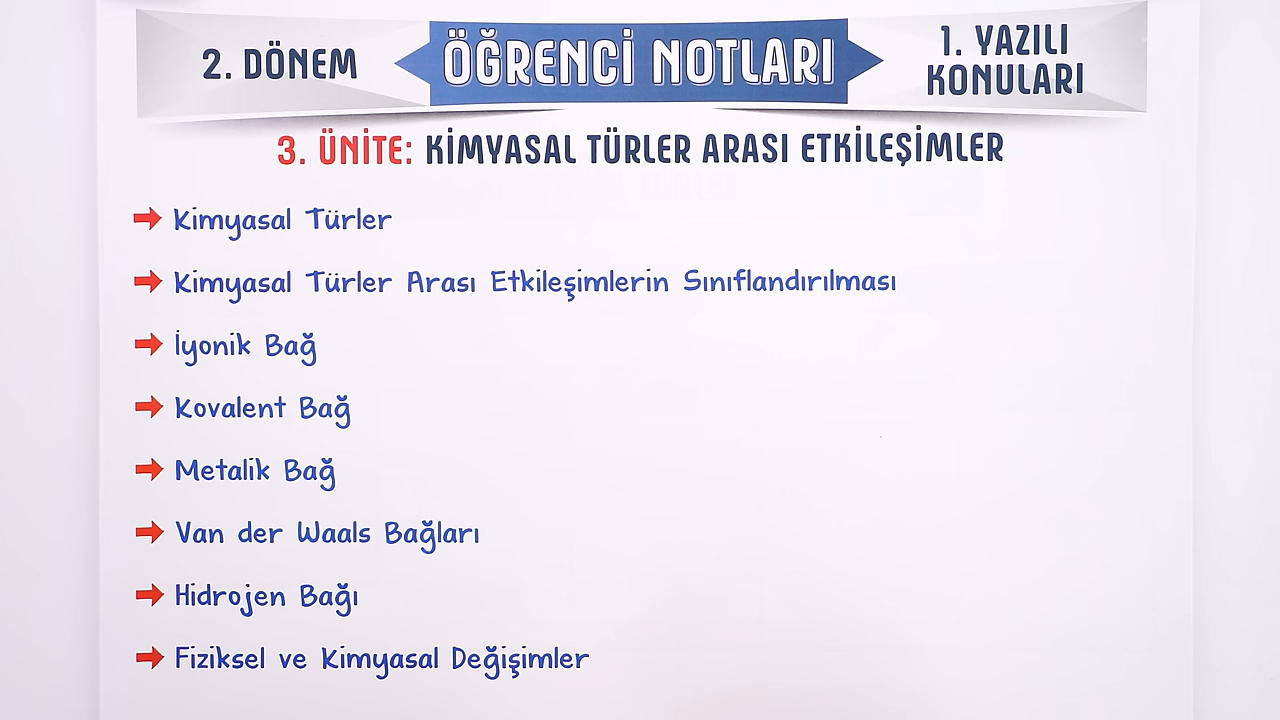 2. DÖNEM
ÖĞRENCİ NOTLARI
1. YAZILI
KONULARI
3. ÜNİTE: KİMYASAL TÜRLER ARASI ETKİLEŞİMLER
Kimyasal Türler
Kimyasal Türler Arası Etkileşimlerin Sınıflandırılması
İyonik Bağ
Kovalent Bağ
Metalik Bağ
Van der Waals Bağları
Hidrojen Bağı
Fiziksel ve Kimyasal Değişimler